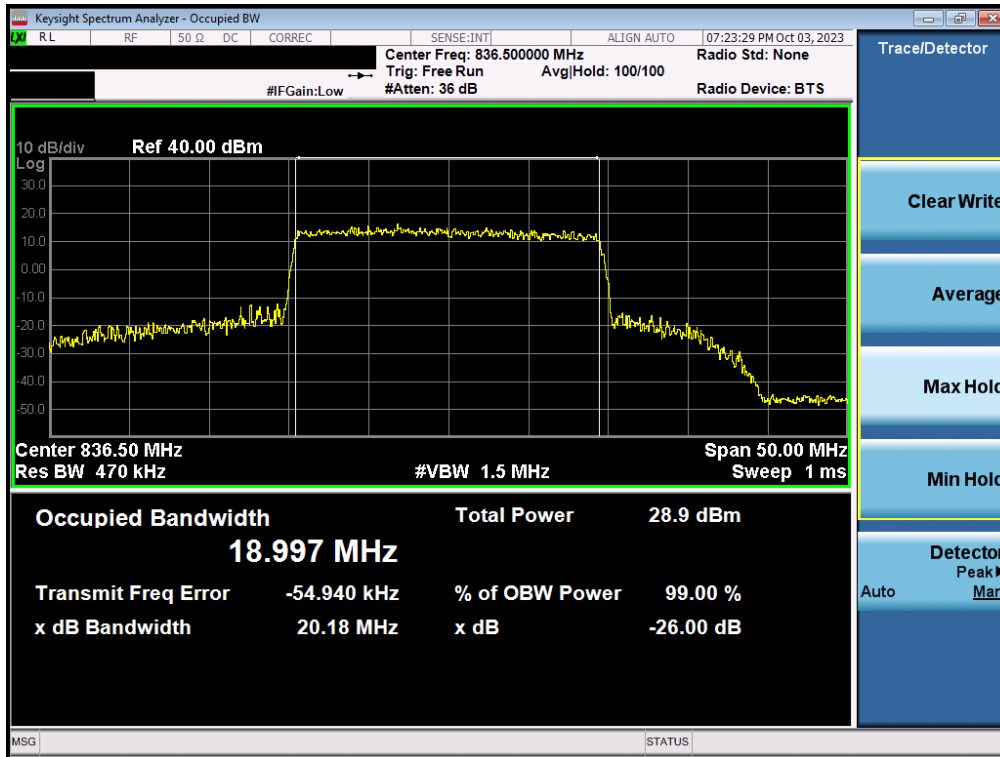 Keysight Spectrum Analyzer - Occupied BW
LXI RL RF 50 Ω DC CORREC SENSE:INT ALIGN AUTO 07:23:29 PM Oct 03, 2023
Center Freq: 836.500000 MHz Radio Std: None
Trig: Free Run Avg|Hold: 100/100
#IFGain:Low #Atten: 36 dB Radio Device: BTS
Trace/Detector
10 dB/div Ref 40.00 dBm
Log
30.0
20.0
10.0
0.00
-10.0
-20.0
-30.0
-40.0
-50.0
Center 836.50 MHz Span 50.00 MHz
Res BW 470 kHz #VBW 1.5 MHz Sweep 1 ms
Clear Write
Average
Max Hold
Min Hold
Detector
Peak
Auto Man
Occupied Bandwidth Total Power 28.9 dBm
18.997 MHz
Transmit Freq Error -54.940 kHz % of OBW Power 99.00 %
x dB Bandwidth 20.18 MHz x dB -26.00 dB
MSG STATUS